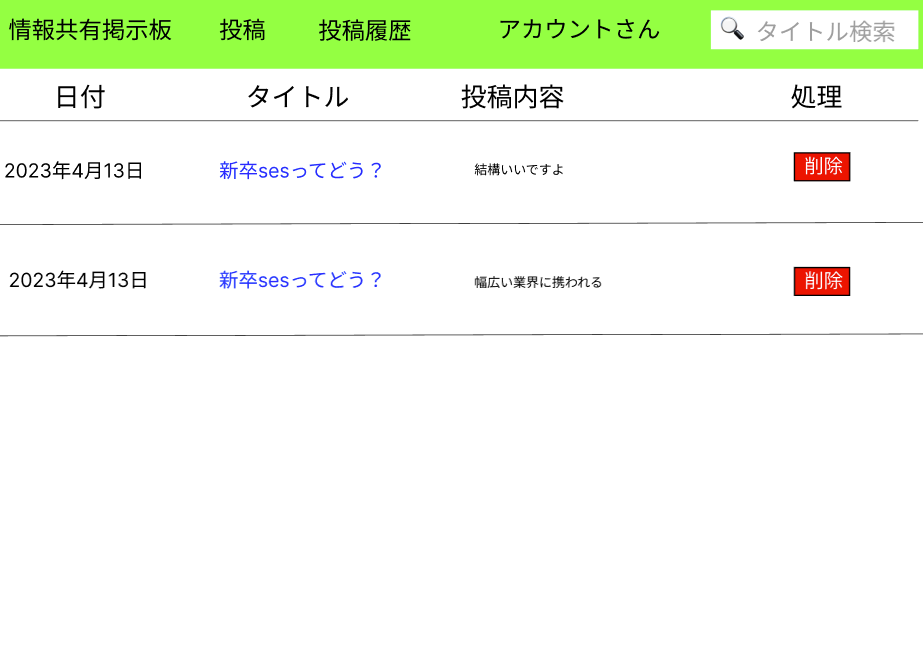 情報共有掲示板 投稿 投稿履歴 アカウントさん タイトル検索
日付 タイトル 投稿内容 処理
2023年4月13日 新卒sesってどう？ 結構いいですよ 削除
2023年4月13日 新卒sesってどう？ 幅広い業界に携われる 削除